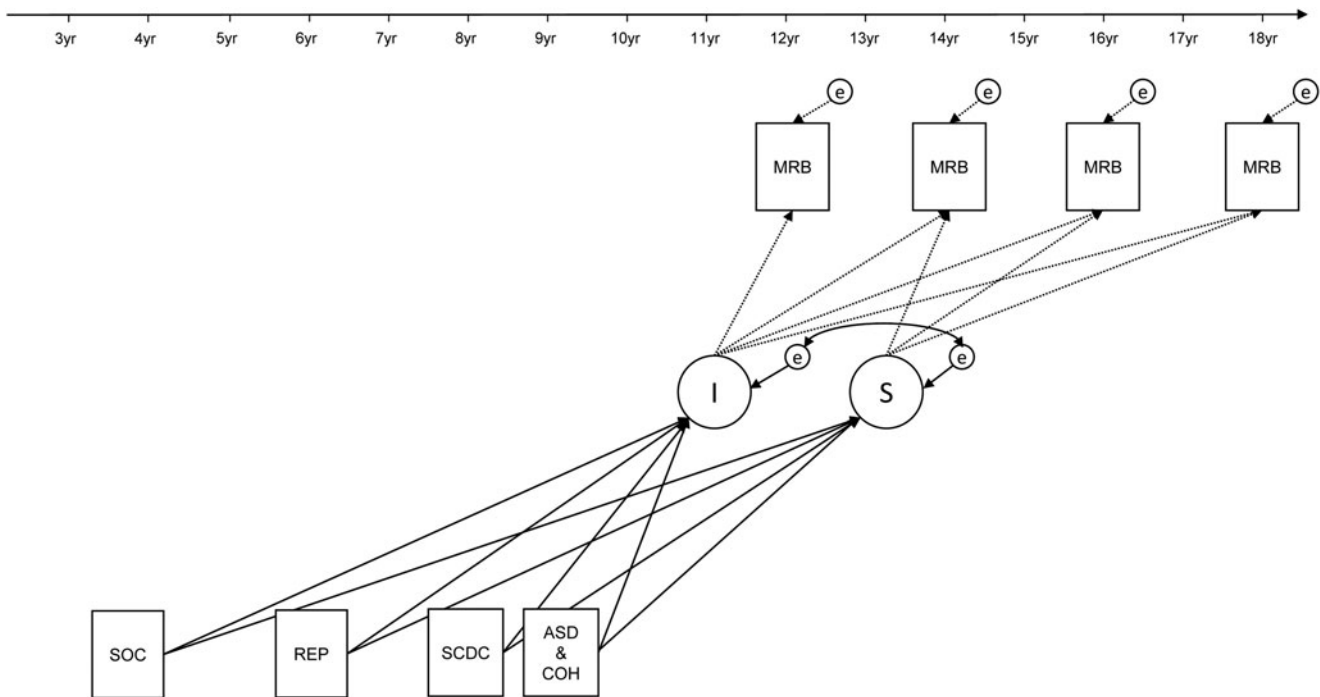 3yr 4yr 5yr 6yr 7yr 8yr 9yr 10yr 11yr 12yr 13yr 14yr 15yr 16yr 17yr 18yr
e e e e
MRB MRB MRB MRB
e e
I S
SOC REP SCDC ASD
&
COH